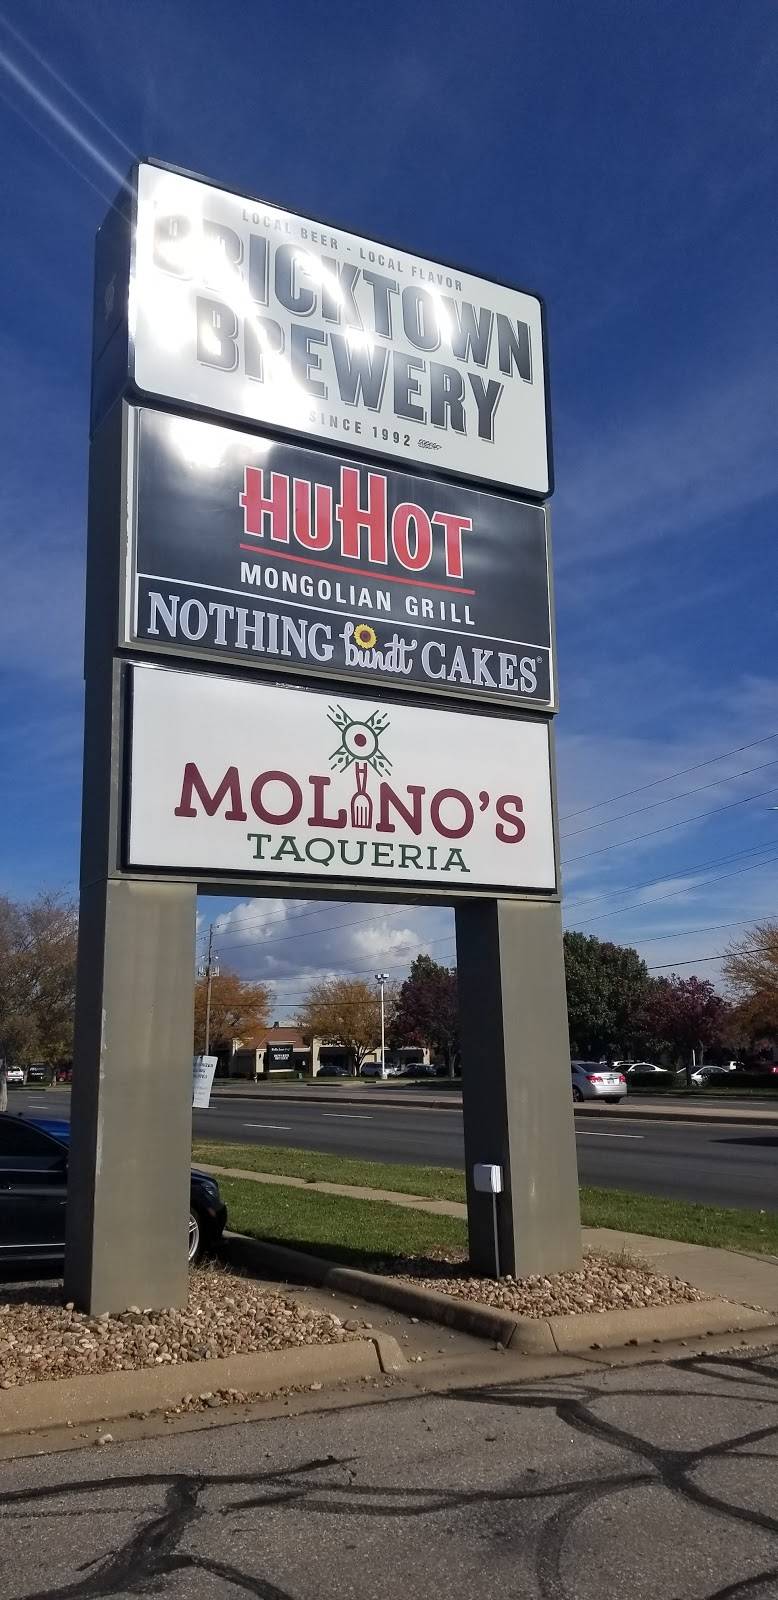 LOCAL BEER - LOCAL FLAVOR
BRICKTOWN
BREWERY
SINCE 1992
HUHOT
MONGOLIAN GRILL
NOTHING bundt CAKES
MOLINO'S
TAQUERIA